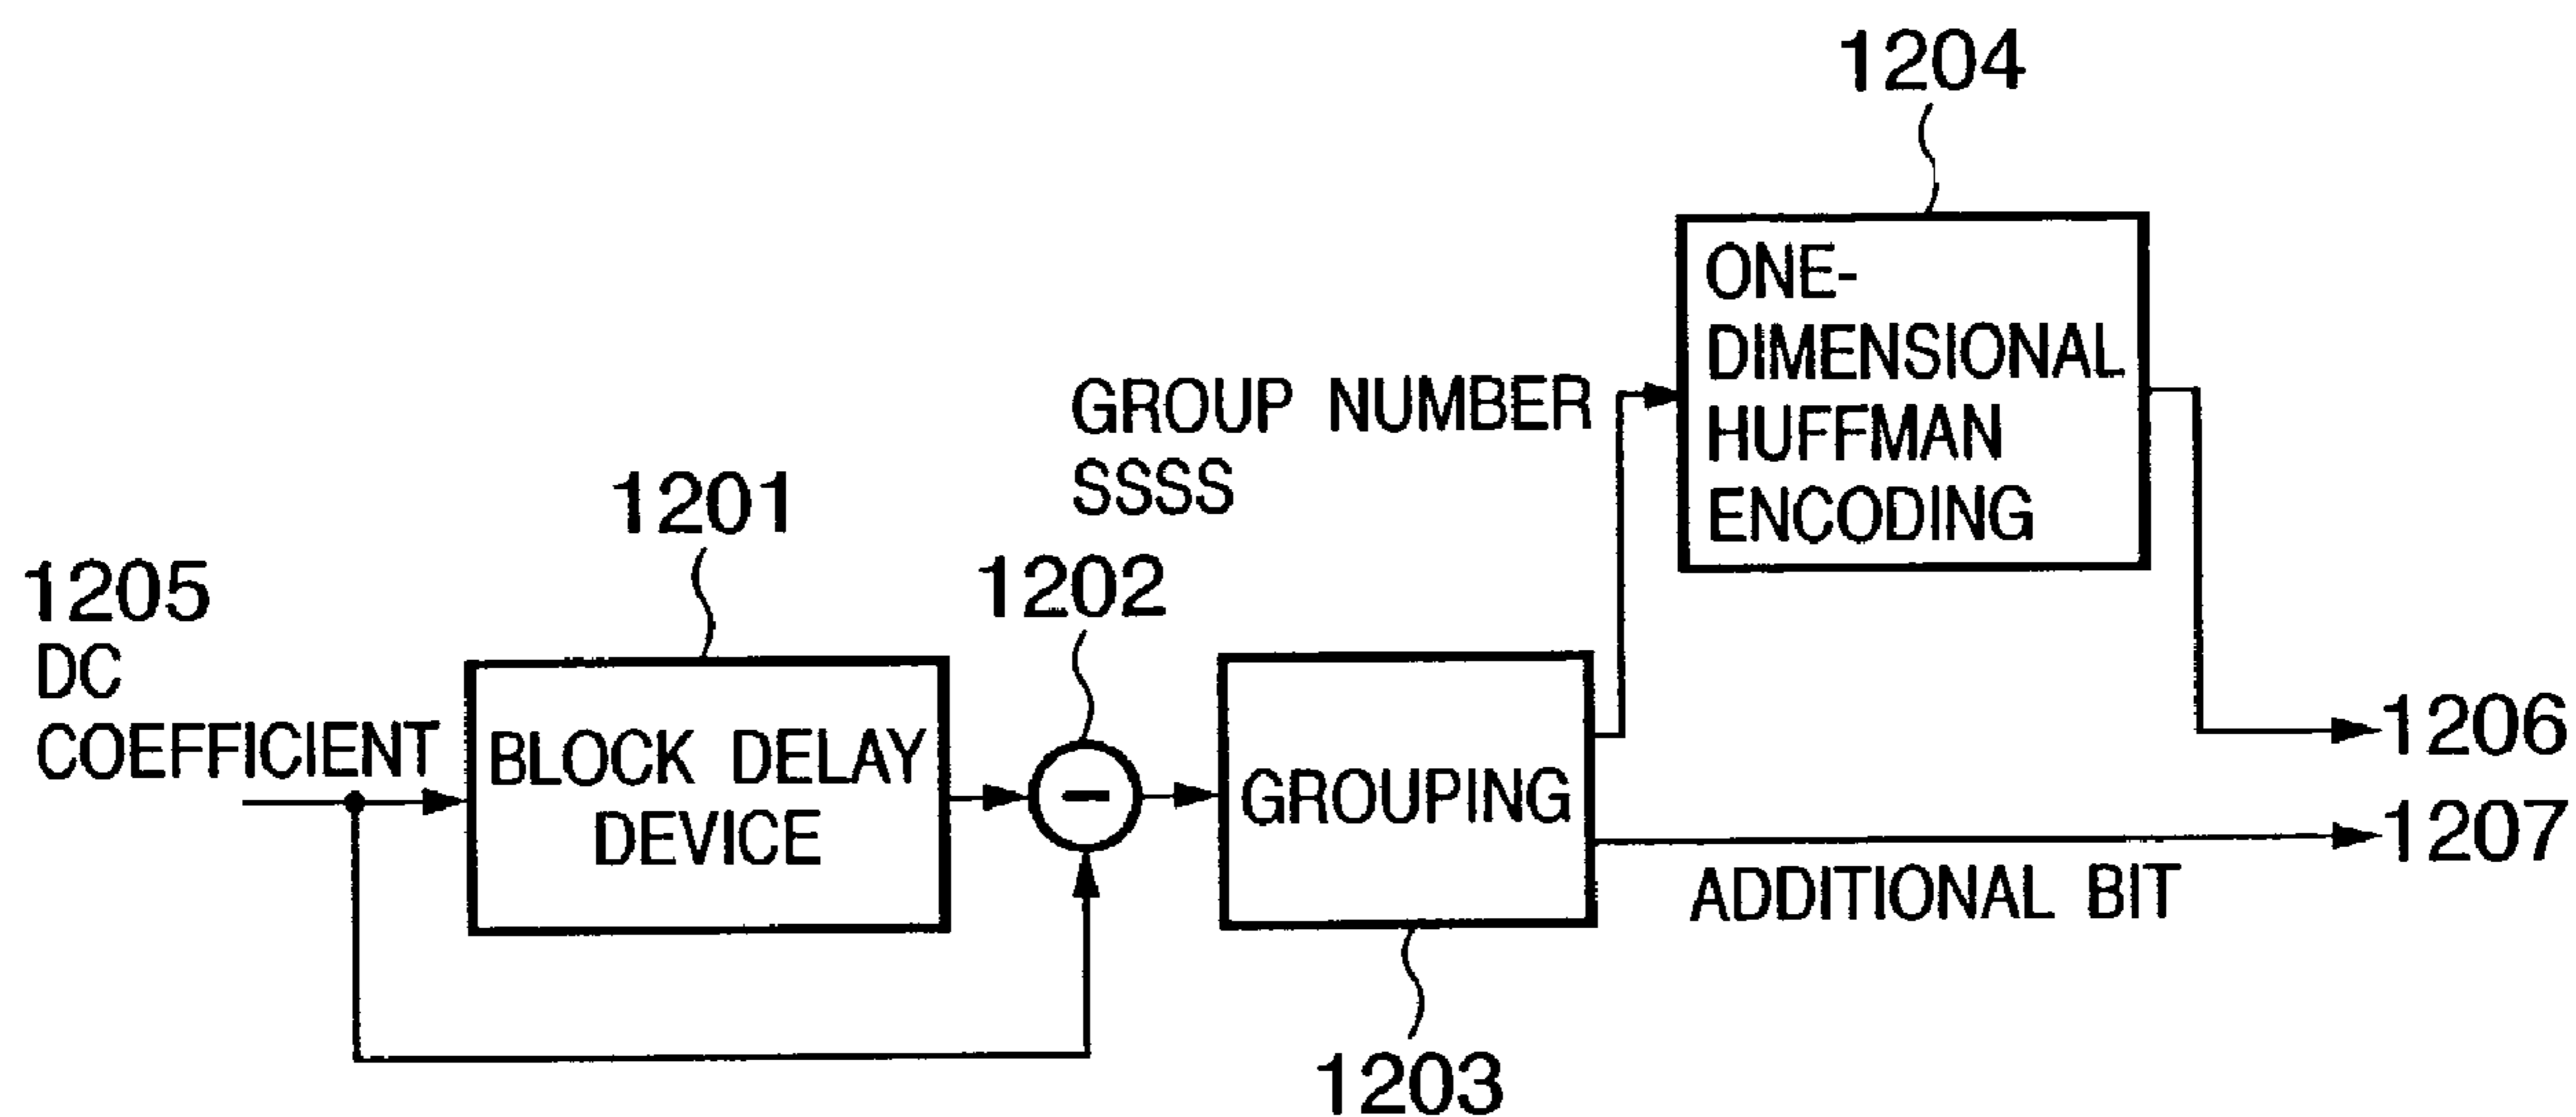 1204
ONE-
DIMENSIONAL
HUFFMAN
ENCODING
GROUP NUMBER
SSSS
1201
1202
1205
DC
COEFFICIENT
BLOCK DELAY
DEVICE
-
GROUPING
1206
1207
ADDITIONAL BIT
1203